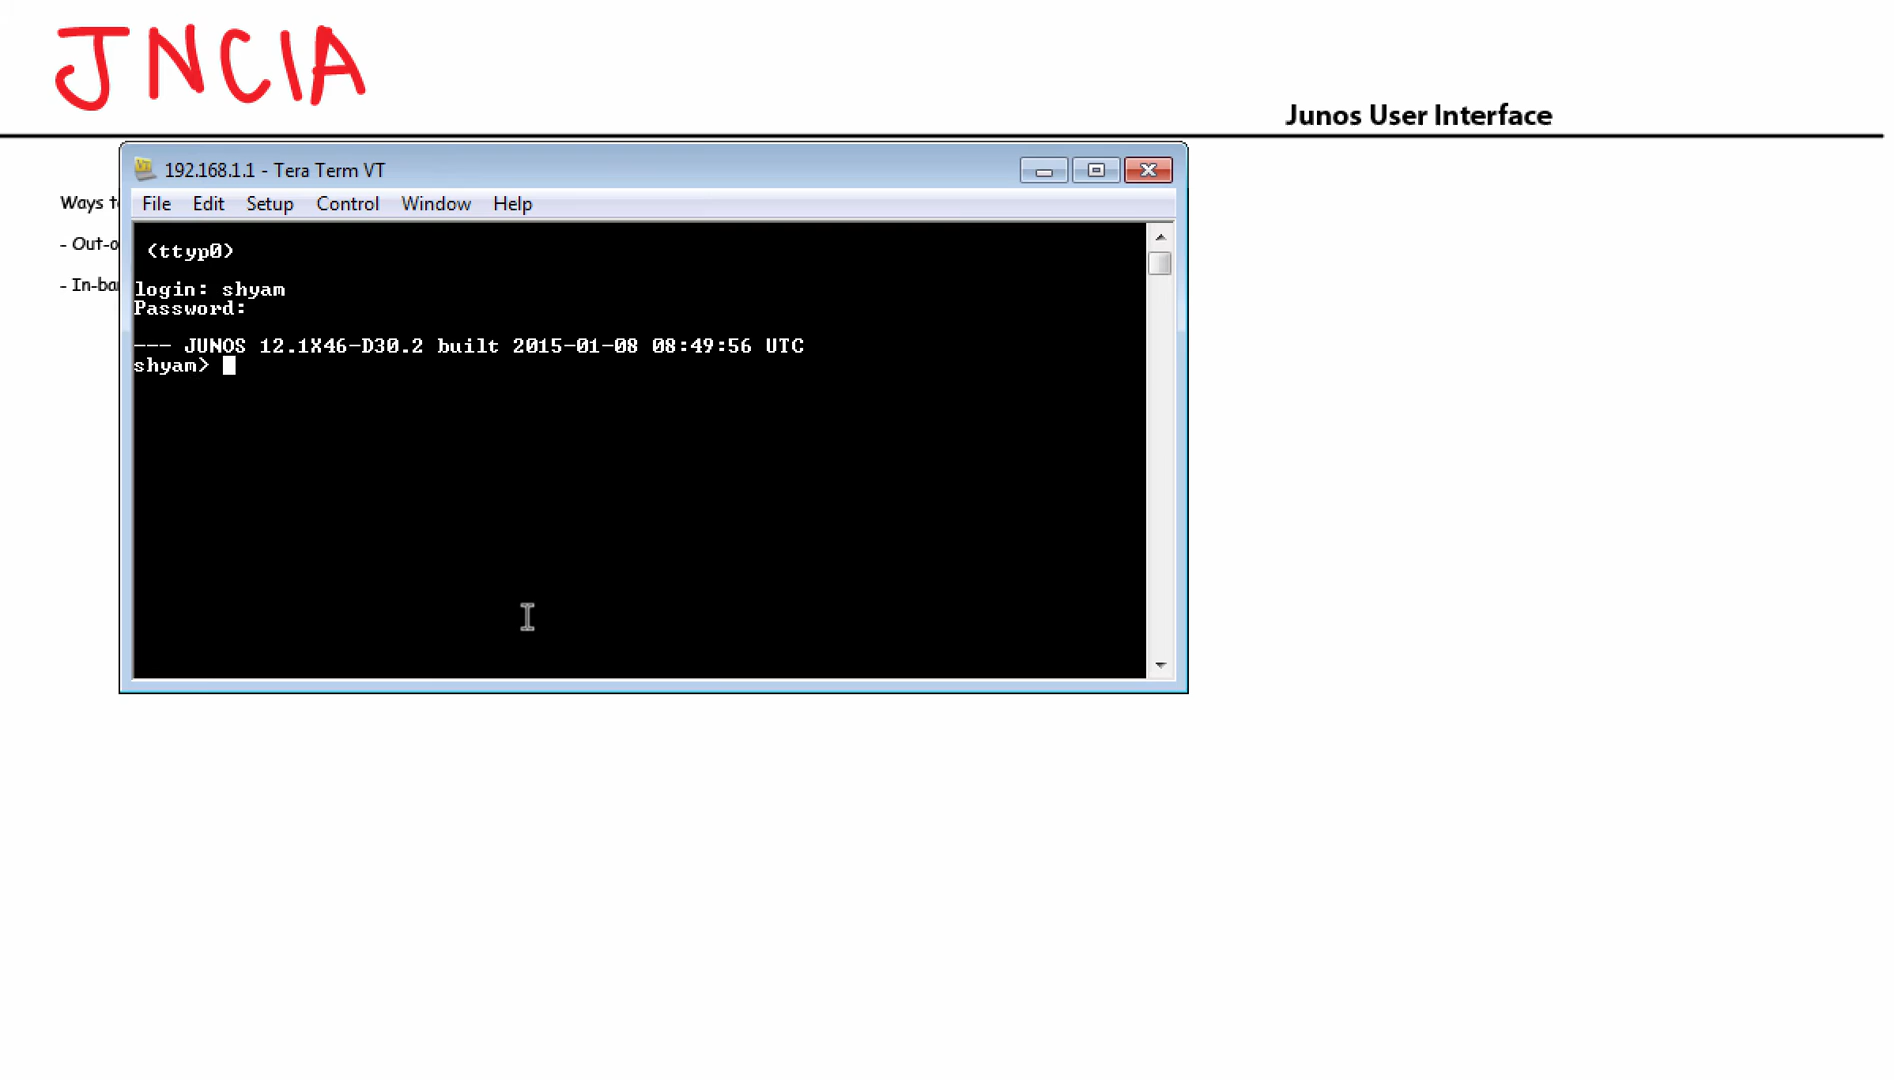 JNCIA
Junos User Interface
192.168.1.1 - Tera Term VT
File Edit Setup Control Window Help
Ways
- Out-o
- In-ba
(ttyp0)
login: shyam
Password:
--- JUNOS 12.1X46-D30.2 built 2015-01-08 08:49:56 UTC
shyam>